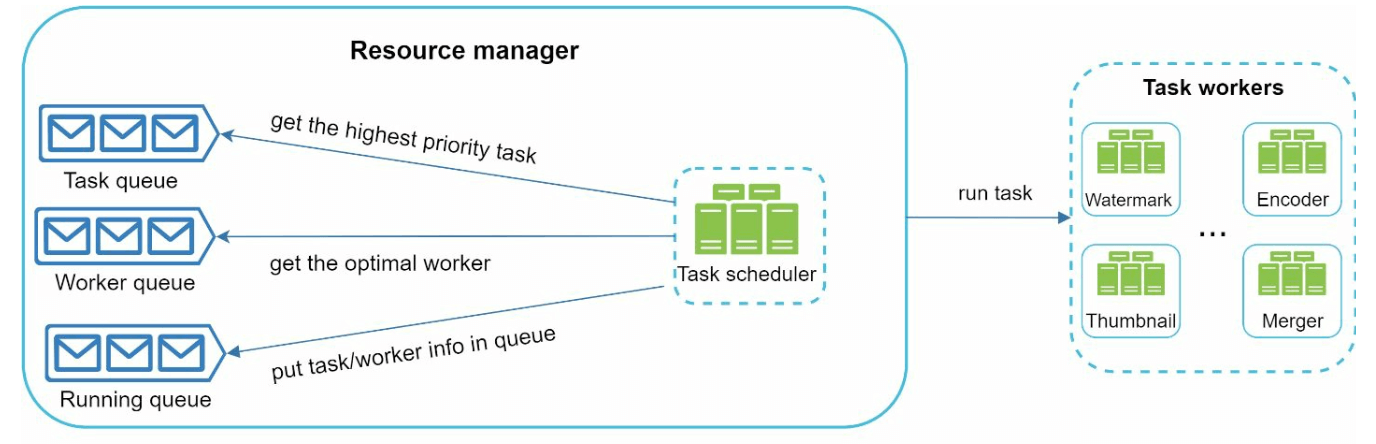 Resource manager
get the highest priority task
Task queue
get the optimal worker
Worker queue
put task/worker info in queue
Running queue
Task scheduler
run task
Task workers
Watermark
Encoder
...
Thumbnail
Merger